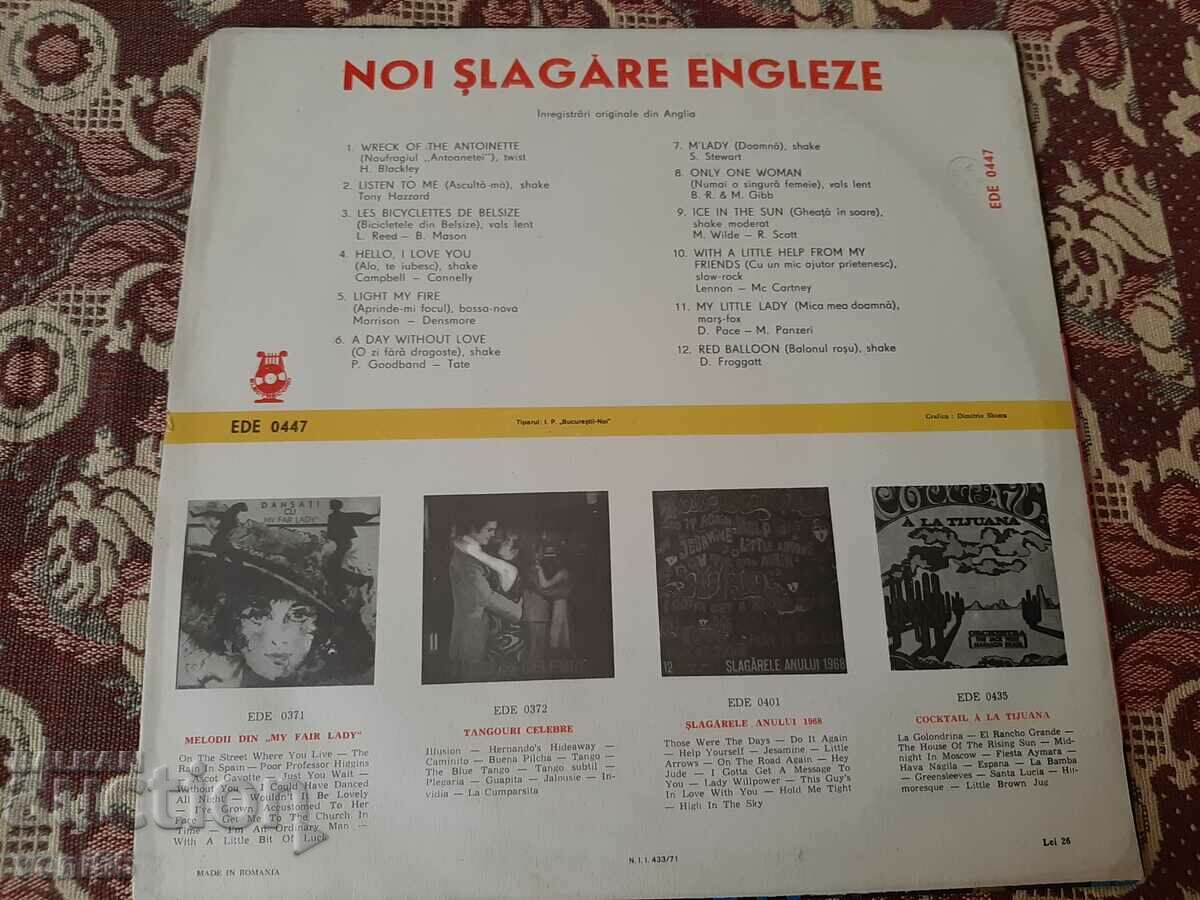 NOI ȘLAGĂRE ENGLEZE
Inregistrări originale din Anglia
1. WRECK OF THE ANTOINETTE
(Naufragiul „Antoanetei"), twist
H. Blackley
2. LISTEN TO ME (Ascultă-mă), shake
Tony Hazzard
3. LES BICYCLETTES DE BELSIZE
(Bicicletele din Belsize), vals lent
L. Reed – B. Mason
4. HELLO, I LOVE YOU
(Alo, te iubesc), shake
Campbell – Connelly
5. LIGHT MY FIRE
(Aprinde-mi focul), bossa-nova
Morrison – Densmore
6. A DAY WITHOUT LOVE
(O zi fără dragoste), shake
P. Goodband – Tate
7. M'LADY (Doamnă), shake
S. Stewart
8. ONLY ONE WOMAN
(Numai o singură femeie), vals lent
B. R. & M. Gibb
9. ICE IN THE SUN (Gheață în soare),
shake moderat
M. Wilde – R. Scott
10. WITH A LITTLE HELP FROM MY
FRIENDS (Cu un mic ajutor prietenesc),
slow-rock
Lennon – Mc Cartney
11. MY LITTLE LADY (Mica mea doamnă),
marș-fox
D. Pace – M. Panzeri
12. RED BALLOON (Balonul roșu), shake
D. Froggatt
EDE 0447
EDE 0447
Tiparul: I. P. „Bucureștii-Noi"
Grafica : Dimitrie Sbiera
DANSAȚI
CU
"MY FAIR LADY"
12 ȘLAGĂRELE ANULUI 1968
À LA TIJUANA
ORCHESTRA
EDE 0371
MELODII DIN „MY FAIR LADY"
On The Street Where You Live — The
Rain In Spain — Poor Professor Higgins
— Ascot Gavotte — Just You Wait —
Without You — I Could Have Danced
All Night — Wouldn't It Be Lovely
— I've Grown Accustomed To Her
Face — Get Me To The Church In
Time — I'm An Ordinary Man —
With A Little Bit Of Luck
EDE 0372
TANGOURI CELEBRE
Illusion — Hernando's Hideaway —
Caminito — Buena Pilcha — Tango —
The Blue Tango — Tango subtil —
Plegaria — Guapita — Jalousie — In-
vidia — La Cumparsita
EDE 0401
ȘLAGĂRELE ANULUI 1968
Those Were The Days — Do It Again
— Help Yourself — Jesamine — Little
Arrows — On The Road Again — Hey
Jude — I Gotta Get A Message To
You — Lady Willpower — This Guy's
In Love With You — Hold Me Tight
— High In The Sky
EDE 0435
COCKTAIL À LA TIJUANA
La Golondrina — El Rancho Grande —
The House Of The Rising Sun — Mid-
night In Moscow — Fiesta Aymara —
Hava Nagila — Espana — La Bamba
— Greensleeves — Santa Lucia — Hu-
moresque — Little Brown Jug
Lei 26
MADE IN ROMANIA
N. I. I. 433/71